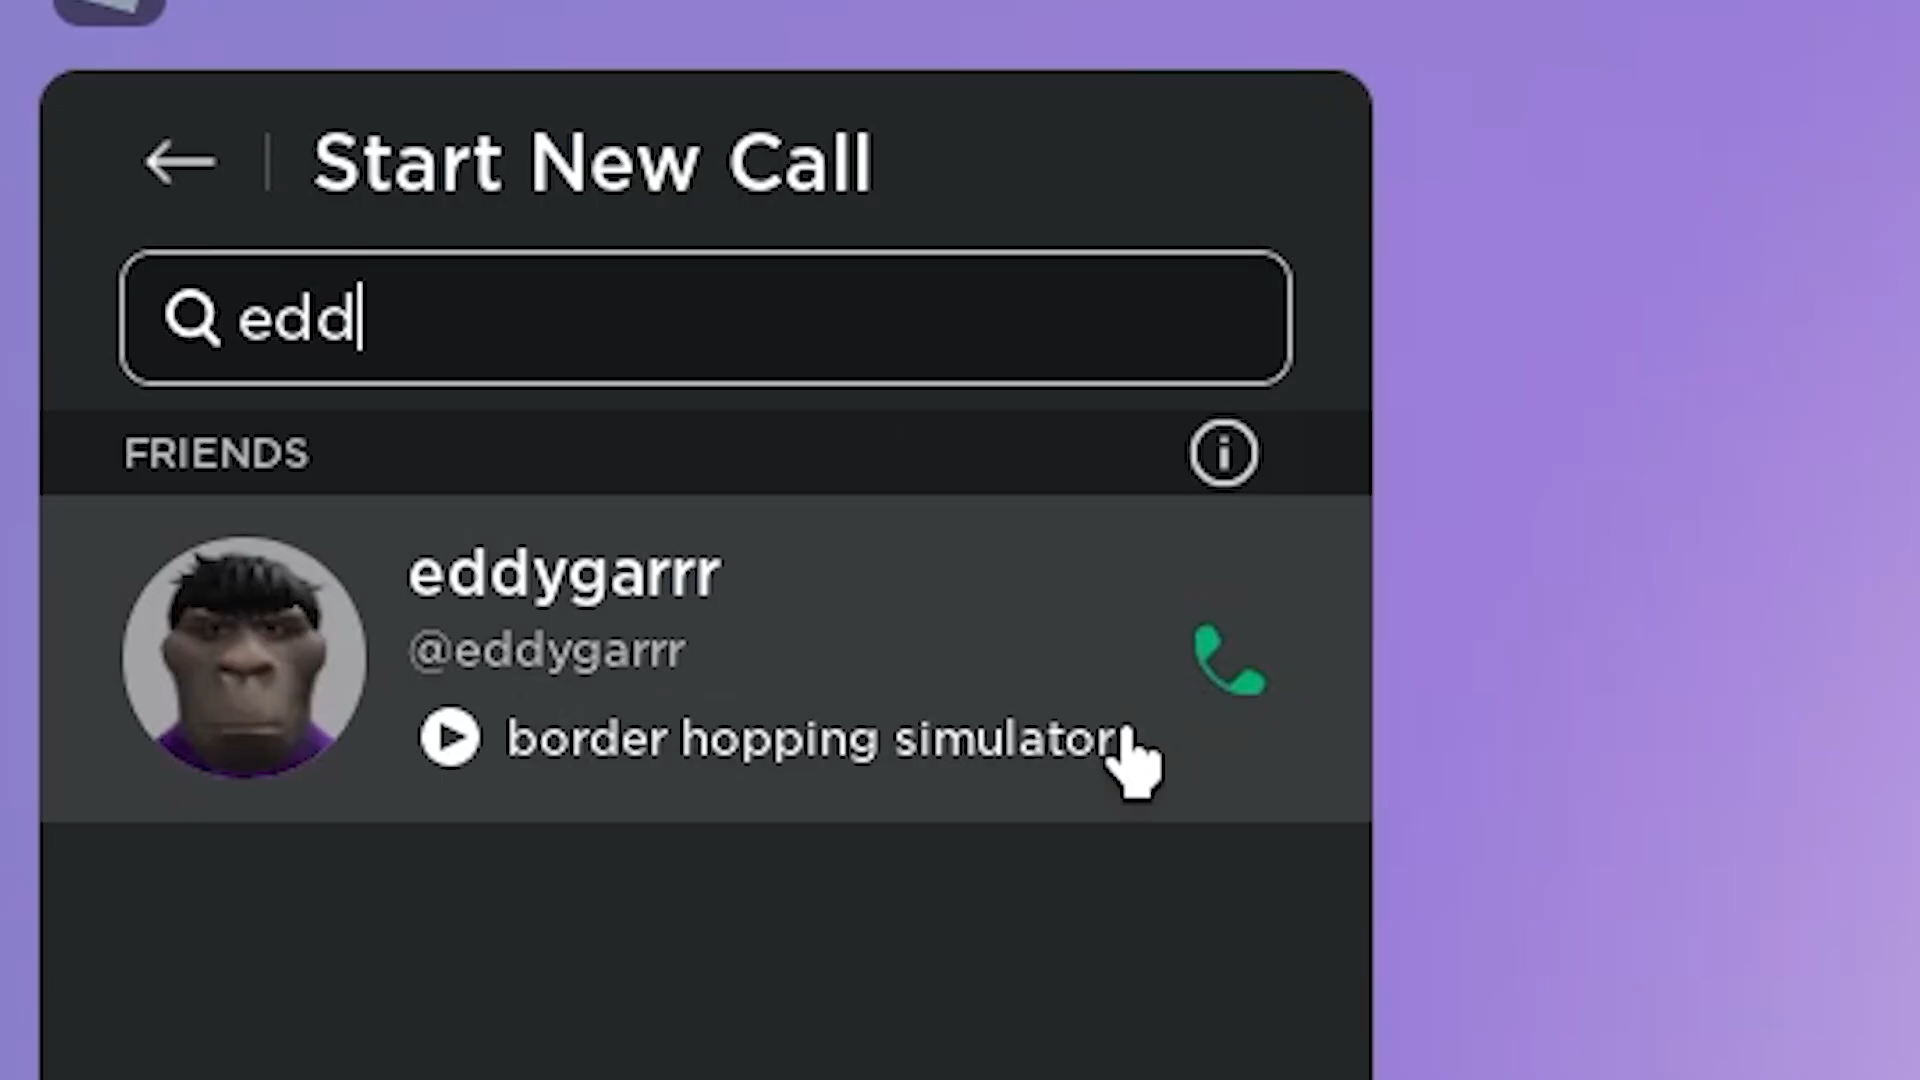 Start New Call
edd
FRIENDS
eddygarrr
@eddygarrr
border hopping simulator